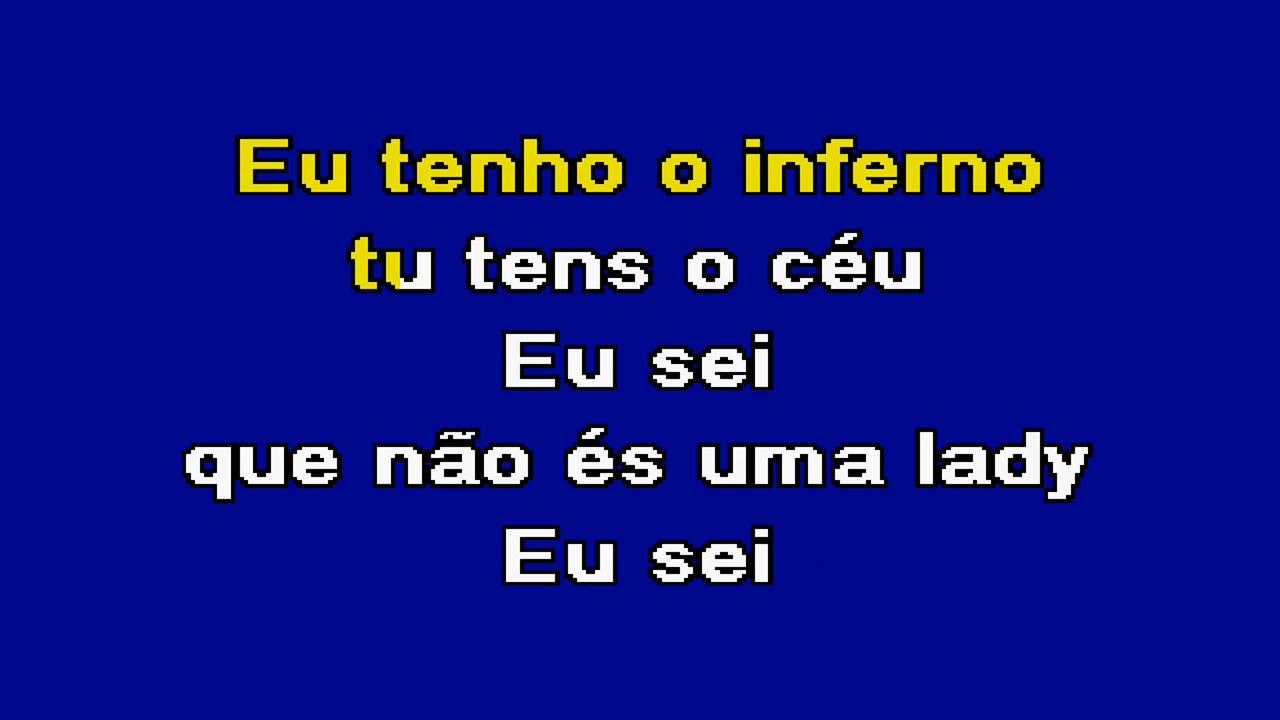 Eu tenho o inferno
tu tens o céu
Eu sei
que não és uma lady
Eu sei